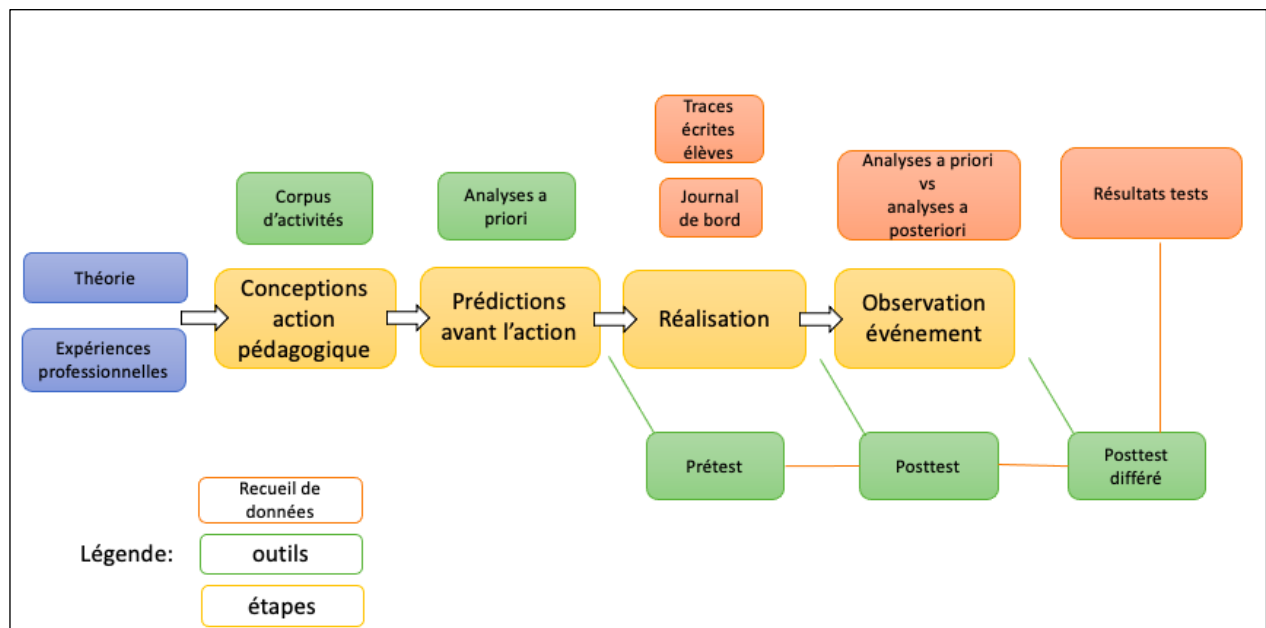 Traces
écrites
élèves
Journal
de bord
Analyses a priori
vs
analyses a
posteriori
Résultats tests
Corpus
d'activités
Analyses a
priori
Théorie
Expériences
professionnelles
Conceptions
action
pédagogique
Prédictions
avant l'action
Réalisation
Observation
événement
Prétest
Posttest
Posttest
différé
Légende:
Recueil de
données
outils
étapes